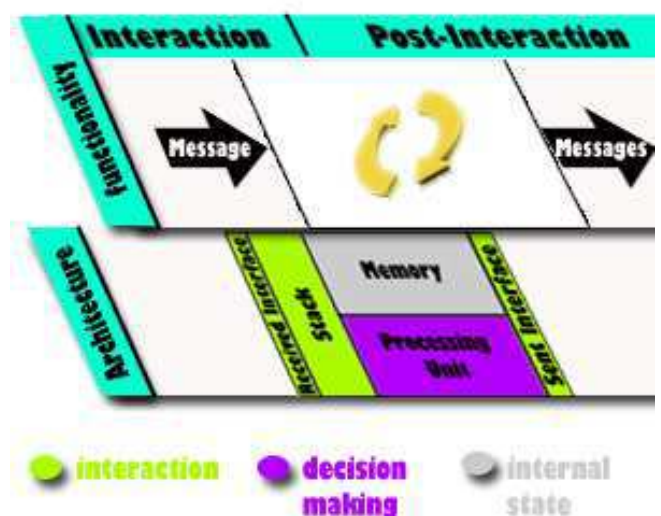 Interaction
Post-Interaction
Functionality
Message
Messages
Architecture
Received Interface
Stack
Memory
Processing
Unit
Sent Interface
interaction
decision
making
internal
state